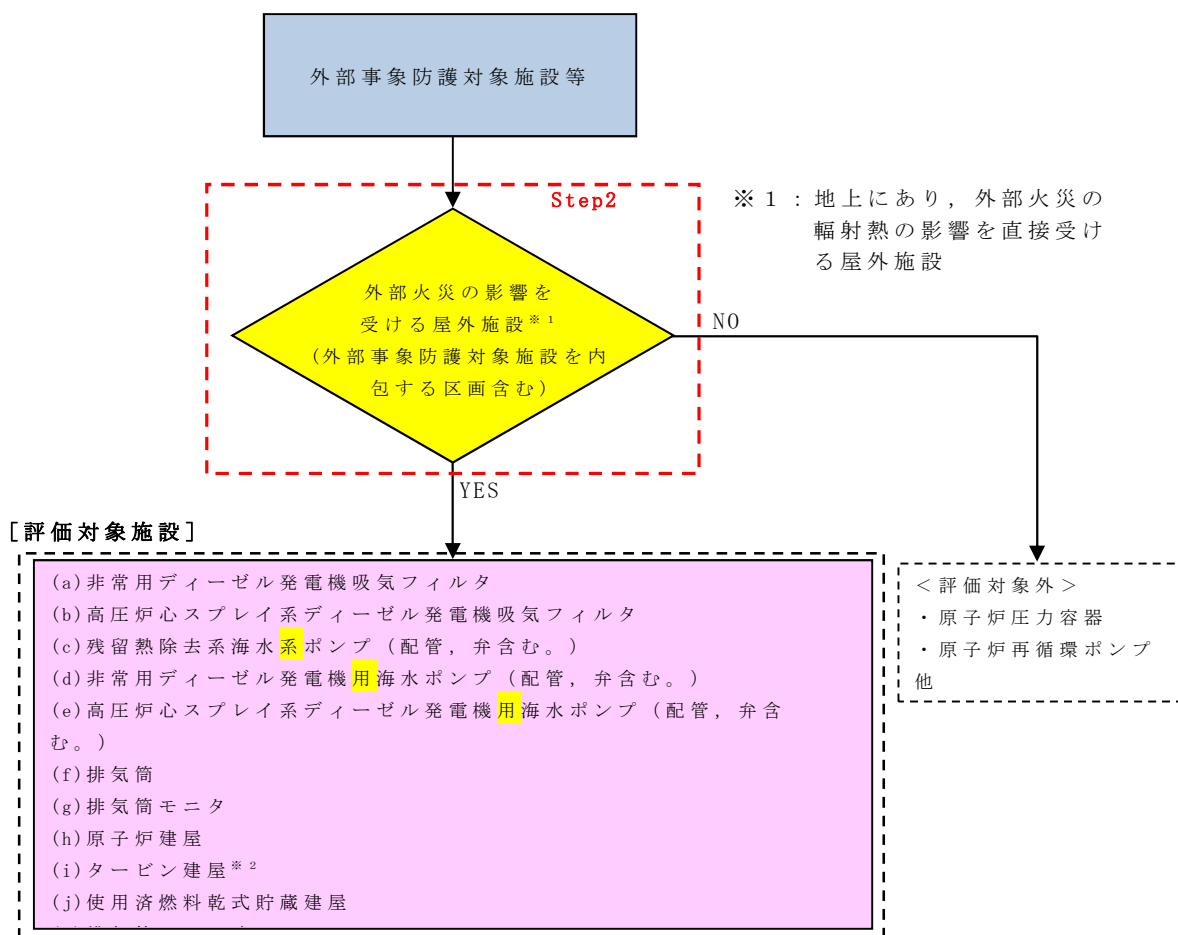 外部事象防護対象施設等
Step2
※1：地上にあり，外部火災の
輻射熱の影響を直接受け
る屋外施設
外部火災の影響を
受ける屋外施設※1
(外部事象防護対象施設を内
包する区画含む)
NO
YES
[評価対象施設]
(a)非常用ディーゼル発電機吸気フィルタ
(b)高圧炉心スプレイ系ディーゼル発電機吸気フィルタ
(c)残留熱除去系海水系ポンプ（配管，弁含む。）
(d)非常用ディーゼル発電機用海水ポンプ（配管，弁含む。）
(e)高圧炉心スプレイ系ディーゼル発電機用海水ポンプ（配管，弁含
む。）
(f)排気筒
(g)排気筒モニタ
(h)原子炉建屋
(i)タービン建屋※2
(j)使用済燃料乾式貯蔵建屋
＜評価対象外＞
・原子炉圧力容器
・原子炉再循環ポンプ
他